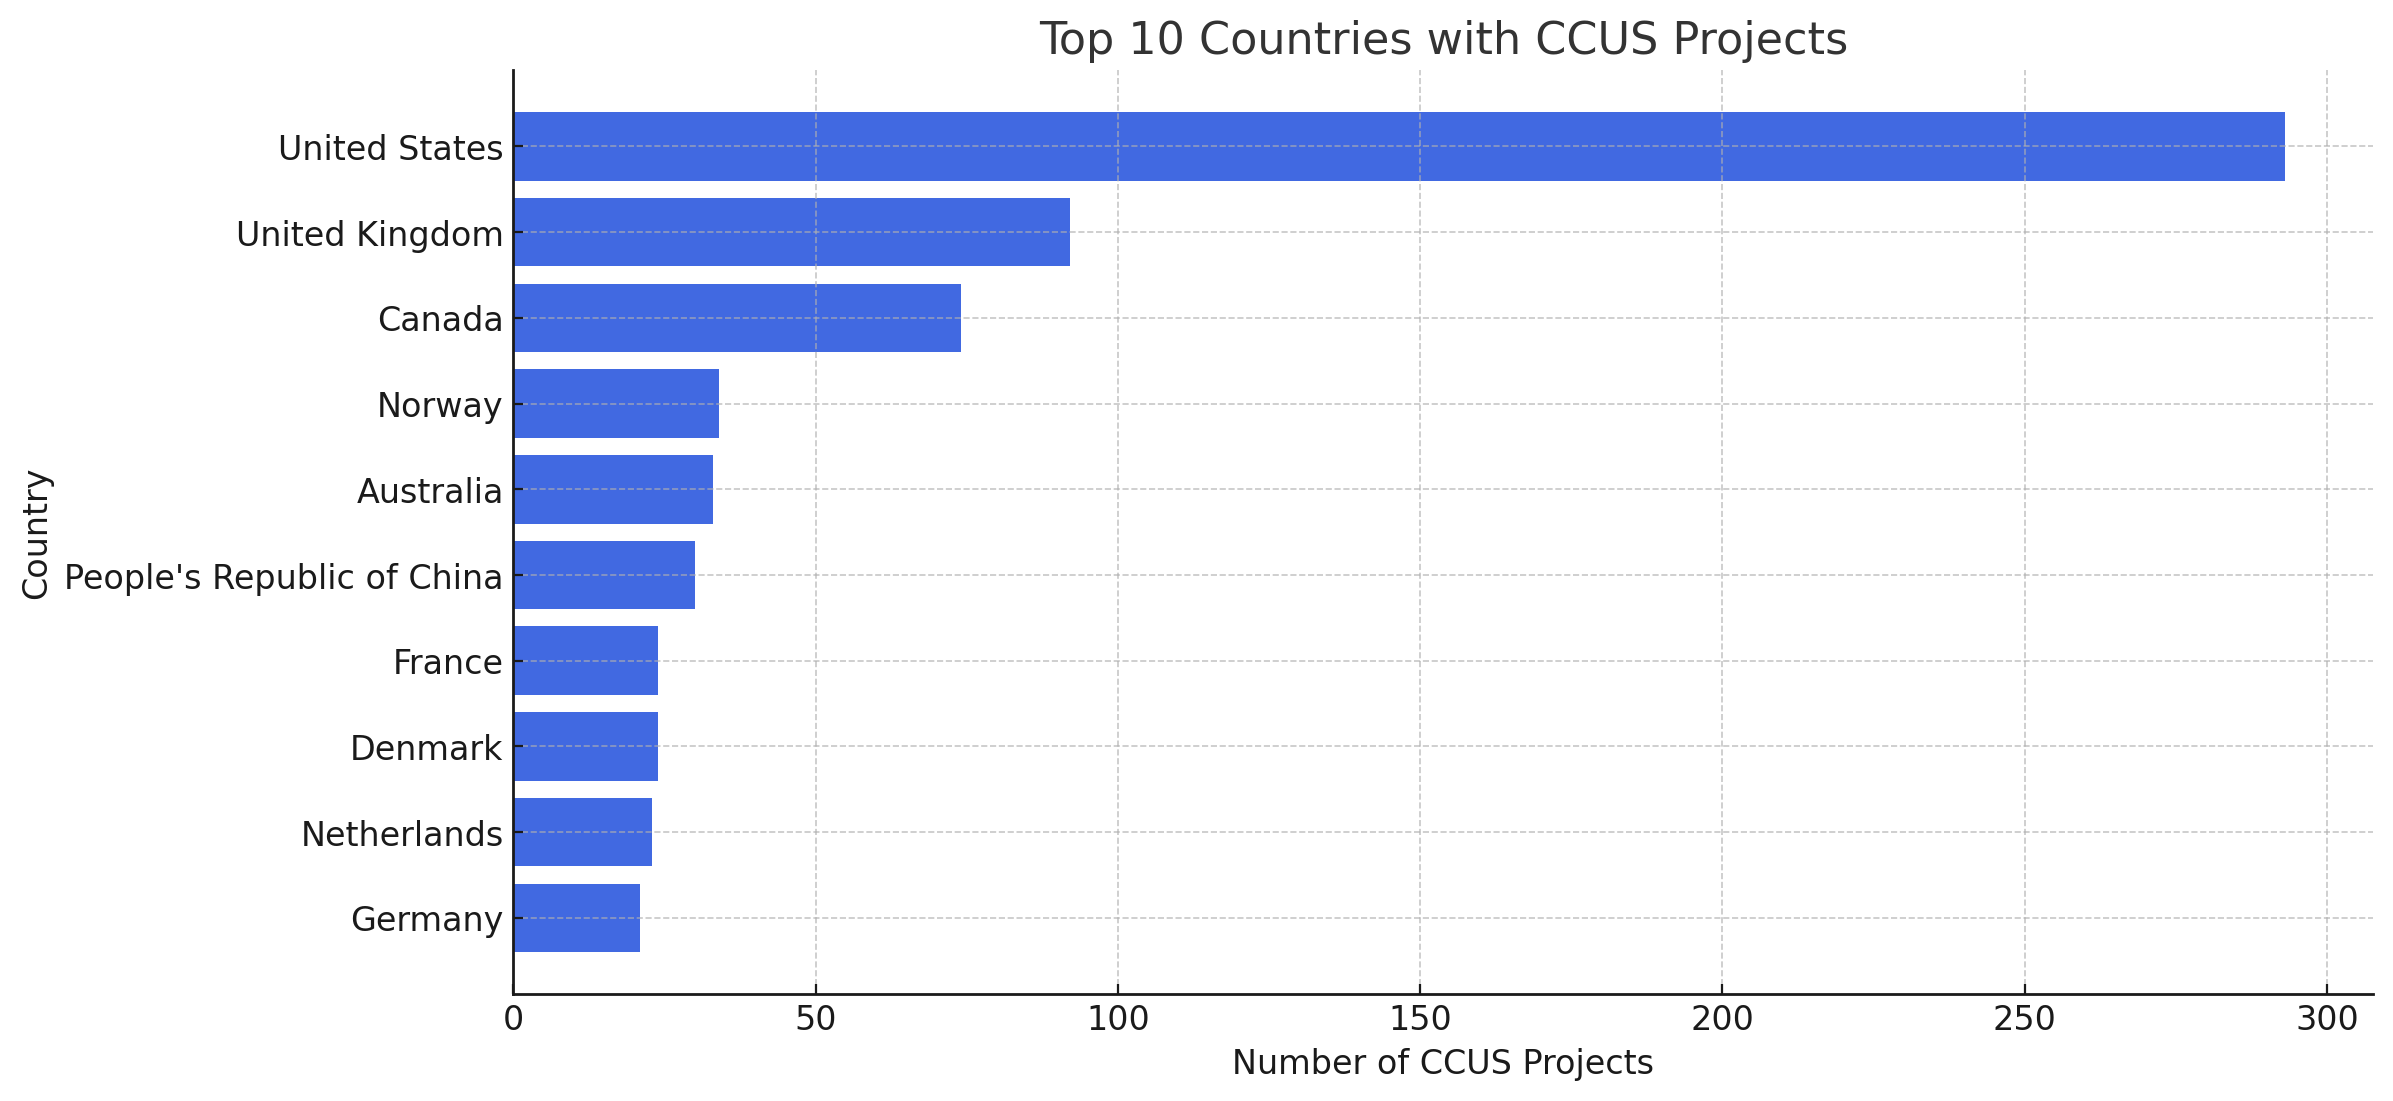 Top 10 Countries with CCUS Projects
United States
United Kingdom
Canada
Norway
Australia
People's Republic of China
France
Denmark
Netherlands
Germany
Country
0 50 100 150 200 250 300
Number of CCUS Projects